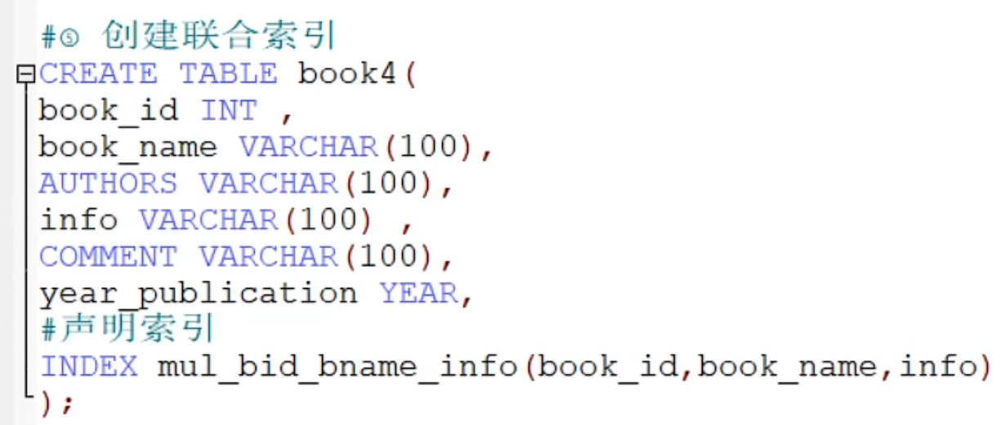 #⑤ 创建联合索引
CREATE TABLE book4(
book_id INT ,
book_name VARCHAR(100),
AUTHORS VARCHAR(100),
info VARCHAR(100) ,
COMMENT VARCHAR(100),
year_publication YEAR,
#声明索引
INDEX mul_bid_bname_info(book_id,book_name,info)
);